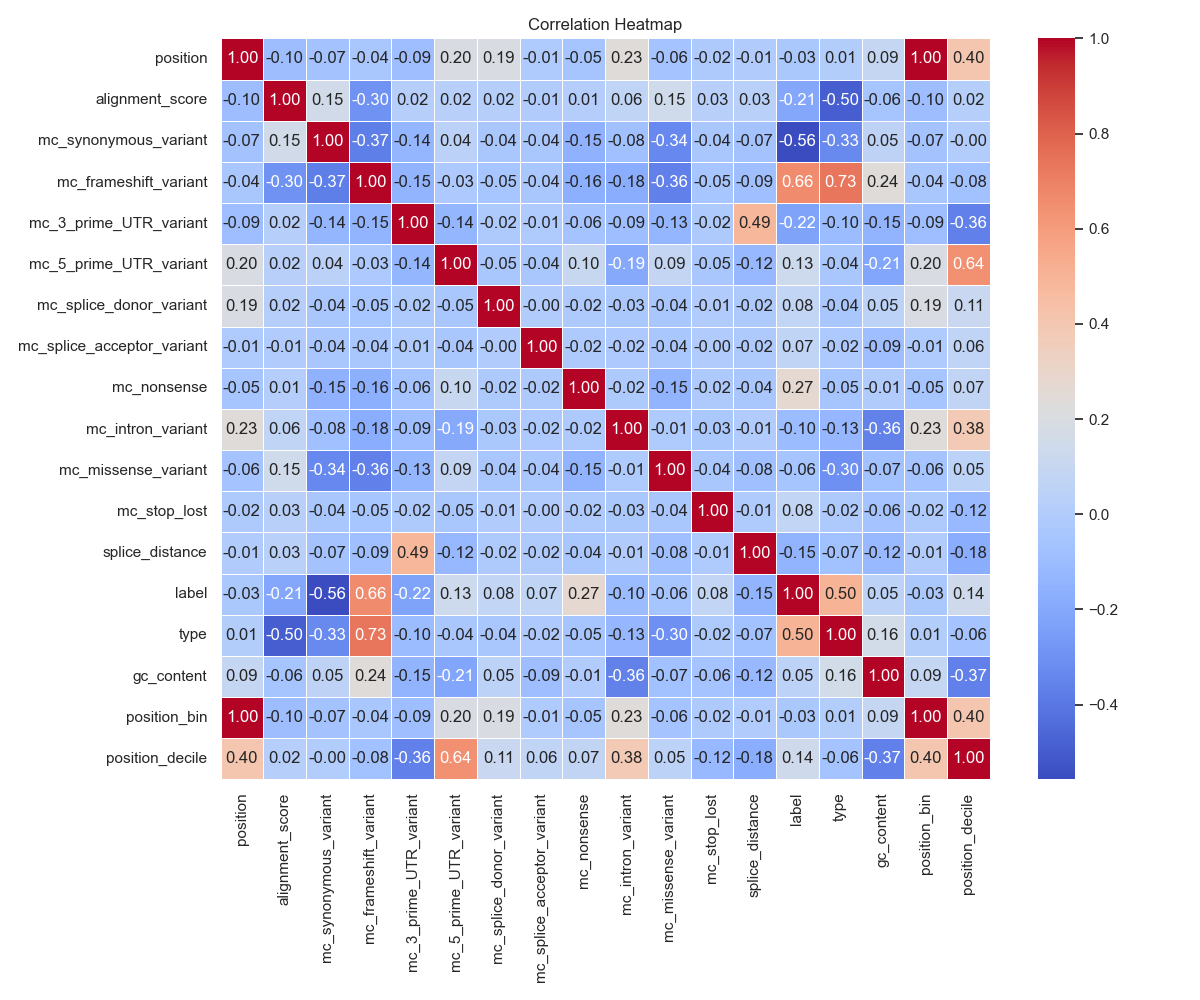 Correlation Heatmap
position 1.00 -0.10 -0.07 -0.04 -0.09 0.20 0.19 -0.01 -0.05 0.23 -0.06 -0.02 -0.01 -0.03 0.01 0.09 1.00 0.40
alignment_score -0.10 1.00 0.15 -0.30 0.02 0.02 0.02 -0.01 0.01 0.06 0.15 0.03 0.03 -0.21 -0.50 -0.06 -0.10 0.02
mc_synonymous_variant -0.07 0.15 1.00 -0.37 -0.14 0.04 -0.04 -0.04 -0.15 -0.08 -0.34 -0.04 -0.07 -0.56 -0.33 0.05 -0.07 -0.00
mc_frameshift_variant -0.04 -0.30 -0.37 1.00 -0.15 -0.03 -0.05 -0.04 -0.16 -0.18 -0.36 -0.05 -0.09 0.66 0.73 0.24 -0.04 -0.08
mc_3_prime_UTR_variant -0.09 0.02 -0.14 -0.15 1.00 -0.14 -0.02 -0.01 -0.06 -0.09 -0.13 -0.02 0.49 -0.22 -0.10 -0.15 -0.09 -0.36
mc_5_prime_UTR_variant 0.20 0.02 0.04 -0.03 -0.14 1.00 -0.05 -0.04 0.10 -0.19 0.09 -0.05 -0.12 0.13 -0.04 -0.21 0.20 0.64
mc_splice_donor_variant 0.19 0.02 -0.04 -0.05 -0.02 -0.05 1.00 -0.00 -0.02 -0.03 -0.04 -0.01 -0.02 0.08 -0.04 0.05 0.19 0.11
mc_splice_acceptor_variant -0.01 -0.01 -0.04 -0.04 -0.01 -0.04 -0.00 1.00 -0.02 -0.02 -0.04 -0.00 -0.02 0.07 -0.02 -0.09 -0.01 0.06
mc_nonsense -0.05 0.01 -0.15 -0.16 -0.06 0.10 -0.02 -0.02 1.00 -0.02 -0.15 -0.02 -0.04 0.27 -0.05 -0.01 -0.05 0.07
mc_intron_variant 0.23 0.06 -0.08 -0.18 -0.09 -0.19 -0.03 -0.02 -0.02 1.00 -0.01 -0.03 -0.01 -0.10 -0.13 -0.36 0.23 0.38
mc_missense_variant -0.06 0.15 -0.34 -0.36 -0.13 0.09 -0.04 -0.04 -0.15 -0.01 1.00 -0.04 -0.08 -0.06 -0.30 -0.07 -0.06 0.05
mc_stop_lost -0.02 0.03 -0.04 -0.05 -0.02 -0.05 -0.01 -0.00 -0.02 -0.03 -0.04 1.00 -0.01 0.08 -0.02 -0.06 -0.02 -0.12
splice_distance -0.01 0.03 -0.07 -0.09 0.49 -0.12 -0.02 -0.02 -0.04 -0.01 -0.08 -0.01 1.00 -0.15 -0.07 -0.12 -0.01 -0.18
label -0.03 -0.21 -0.56 0.66 -0.22 0.13 0.08 0.07 0.27 -0.10 -0.06 0.08 -0.15 1.00 0.50 0.05 -0.03 0.14
type 0.01 -0.50 -0.33 0.73 -0.10 -0.04 -0.04 -0.02 -0.05 -0.13 -0.30 -0.02 -0.07 0.50 1.00 0.16 0.01 -0.06
gc_content 0.09 -0.06 0.05 0.24 -0.15 -0.21 0.05 -0.09 -0.01 -0.36 -0.07 -0.06 -0.12 0.05 0.16 1.00 0.09 -0.37
position_bin 1.00 -0.10 -0.07 -0.04 -0.09 0.20 0.19 -0.01 -0.05 0.23 -0.06 -0.02 -0.01 -0.03 0.01 0.09 1.00 0.40
position_decile 0.40 0.02 -0.00 -0.08 -0.36 0.64 0.11 0.06 0.07 0.38 0.05 -0.12 -0.18 0.14 -0.06 -0.37 0.40 1.00
position
alignment_score
mc_synonymous_variant
mc_frameshift_variant
mc_3_prime_UTR_variant
mc_5_prime_UTR_variant
mc_splice_donor_variant
mc_splice_acceptor_variant
mc_nonsense
mc_intron_variant
mc_missense_variant
mc_stop_lost
splice_distance
label
type
gc_content
position_bin
position_decile
1.0
0.8
0.6
0.4
0.2
0.0
−0.2
−0.4